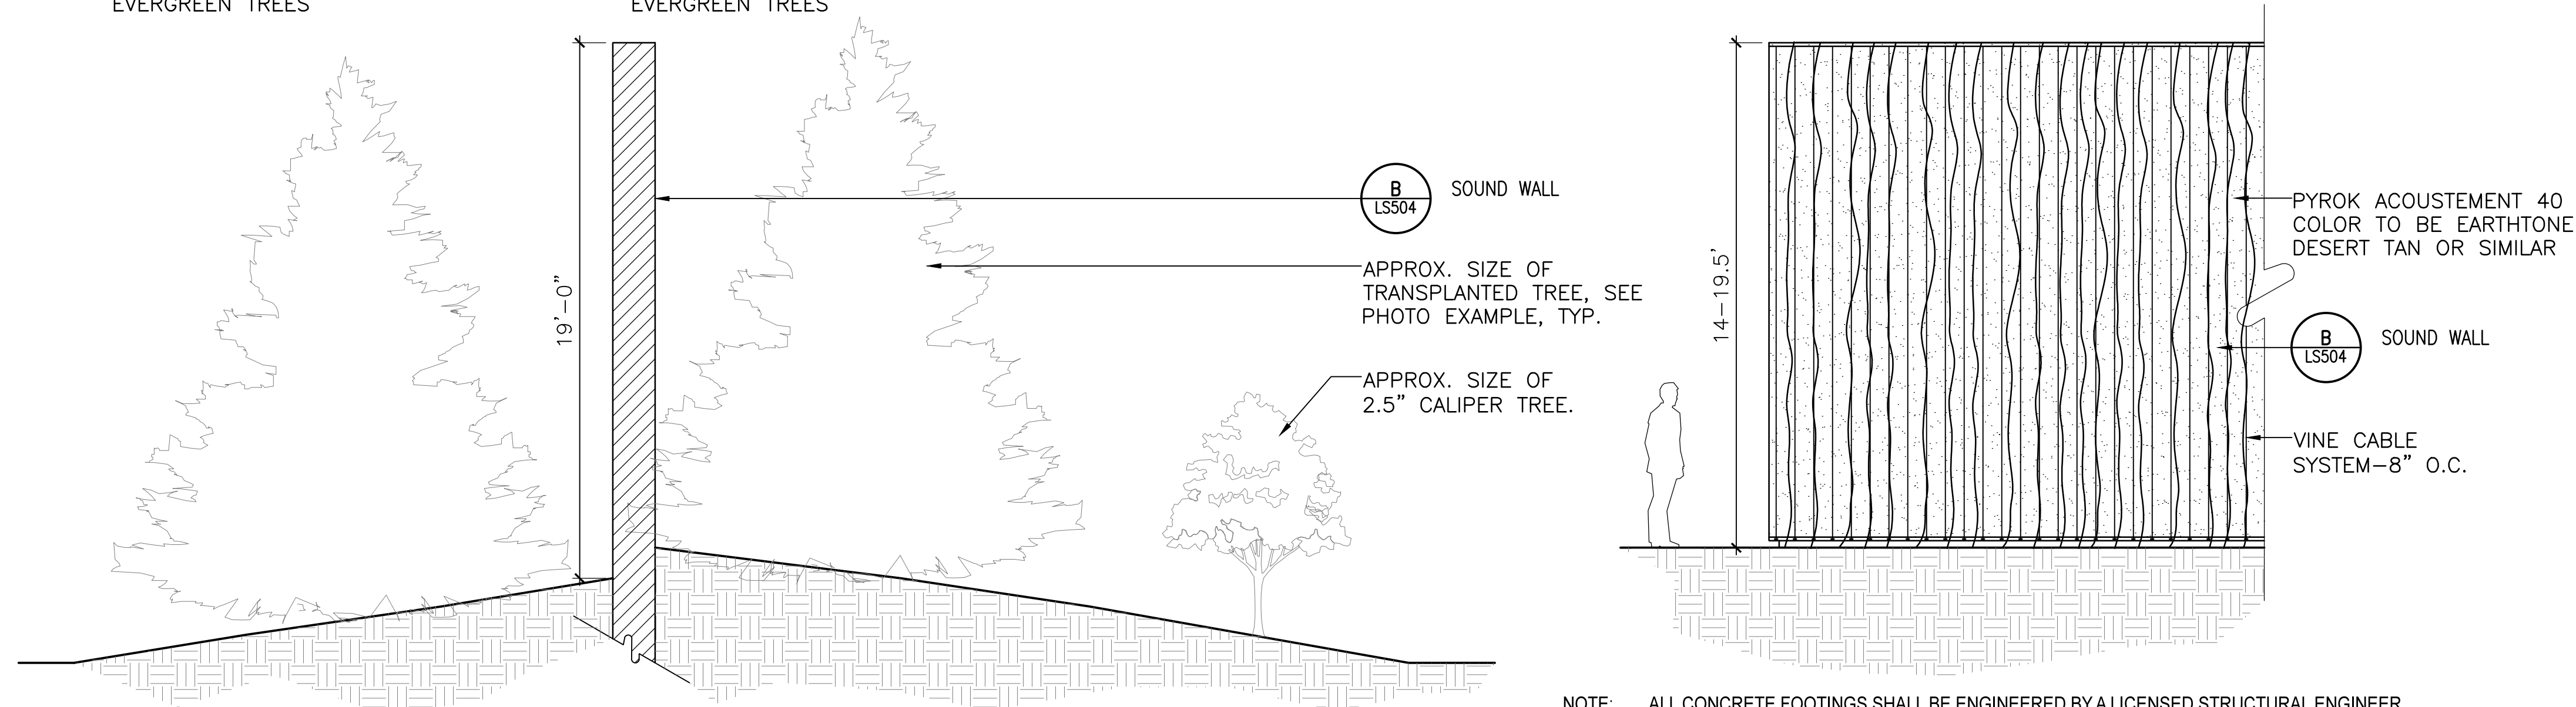 EVERGREEN TREES
EVERGREEN TREES
19'-0"
B
LS504
SOUND WALL
APPROX. SIZE OF
TRANSPLANTED TREE, SEE
PHOTO EXAMPLE, TYP.
APPROX. SIZE OF
2.5" CALIPER TREE.
14-19.5'
PYROK ACOUSTEMENT 40
COLOR TO BE EARTHTONE
DESERT TAN OR SIMILAR
B
LS504
SOUND WALL
VINE CABLE
SYSTEM-8" O.C.
NOTE: ALL CONCRETE FOOTINGS SHALL BE ENGINEERED BY A LICENSED STRUCTURAL ENGINEER